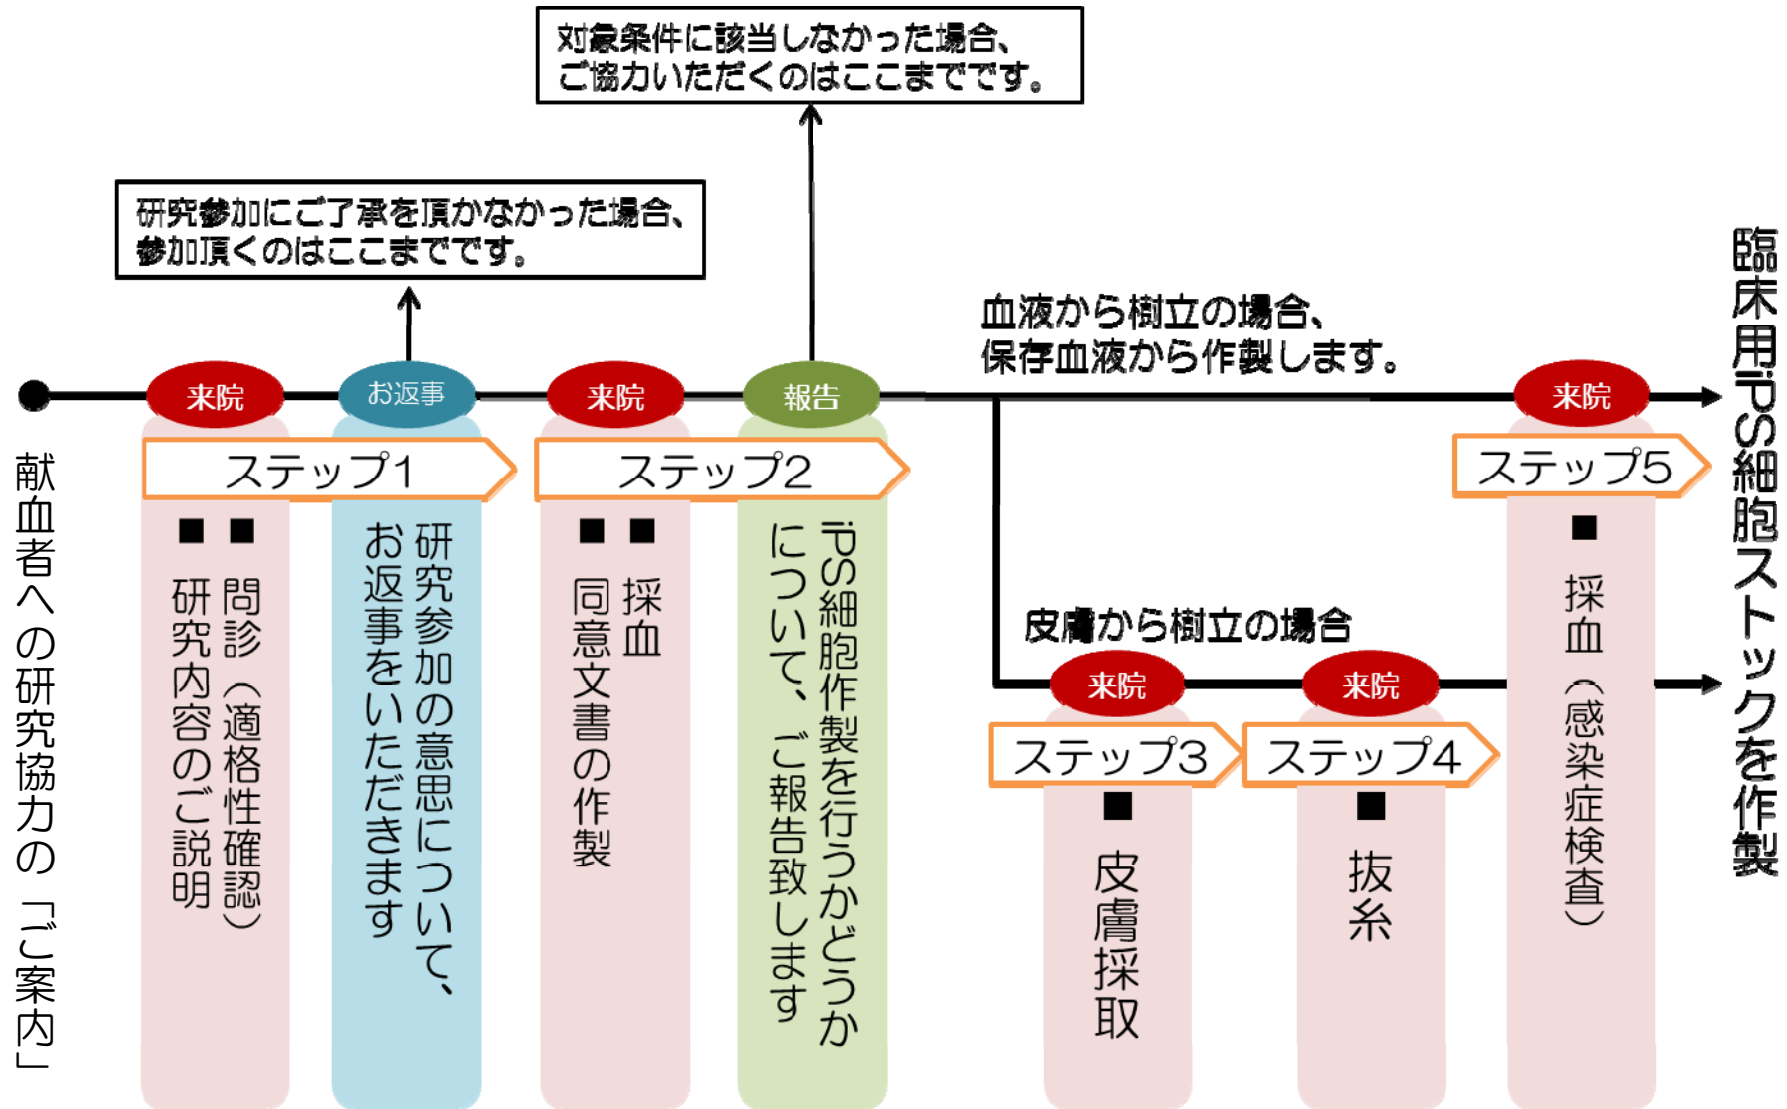 対象条件に該当しなかった場合、
ご協力いただくのはここまでです。
研究参加にご了承を頂かなかった場合、
参加頂くのはここまでです。
献血者への研究協力の「ご案内」
来院
お返事
来院
報告
ステップ1
■ 問診（適格性確認）
■ 研究内容のご説明
研究参加の意思について、
お返事をいただきます
ステップ2
■ 採血
■ 同意文書の作製
iPS細胞作製を行うかどうか
について、ご報告致します
血液から樹立の場合、
保存血液から作製します。
皮膚から樹立の場合
来院
ステップ3
■ 皮膚採取
来院
ステップ4
■ 抜糸
来院
ステップ5
■ 採血（感染症検査）
臨床用iPS細胞ストックを作製